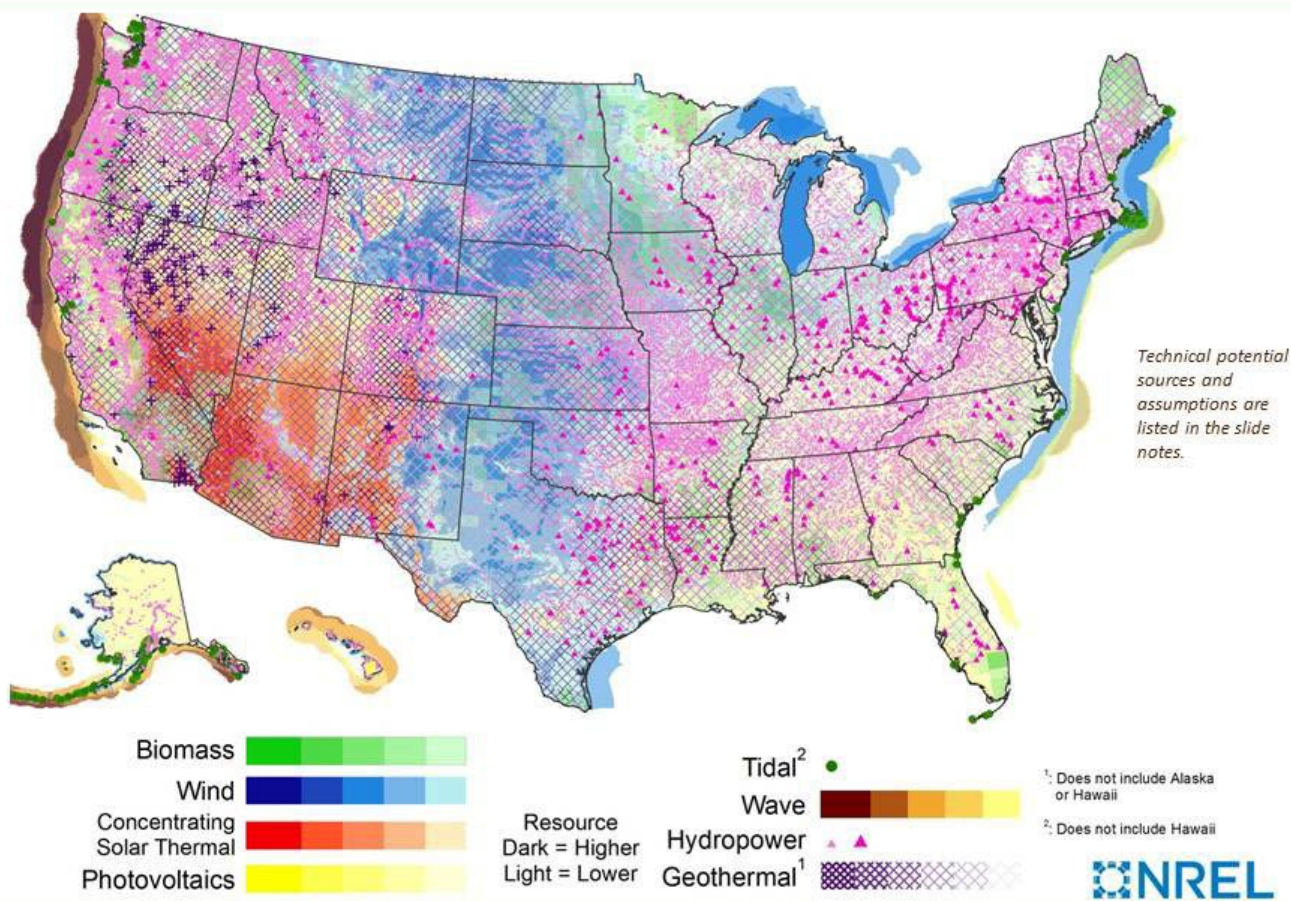 Technical potential
sources and
assumptions are
listed in the slide
notes.
Biomass
Wind
Concentrating
Solar Thermal
Photovoltaics
Resource
Dark = Higher
Light = Lower
Tidal²
Wave
Hydropower
Geothermal¹
¹: Does not include Alaska
or Hawaii
²: Does not include Hawaii
NREL